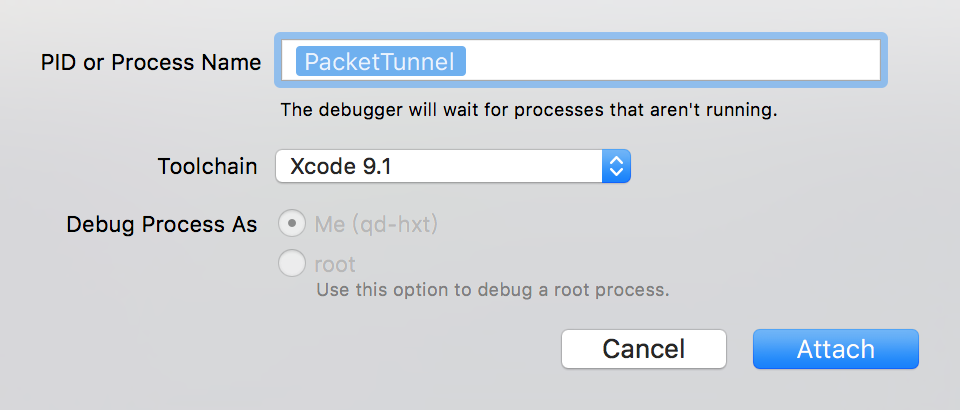 PID or Process Name PacketTunnel
The debugger will wait for processes that aren't running.
Toolchain Xcode 9.1
Debug Process As Me (qd-hxt)
root
Use this option to debug a root process.
Cancel Attach